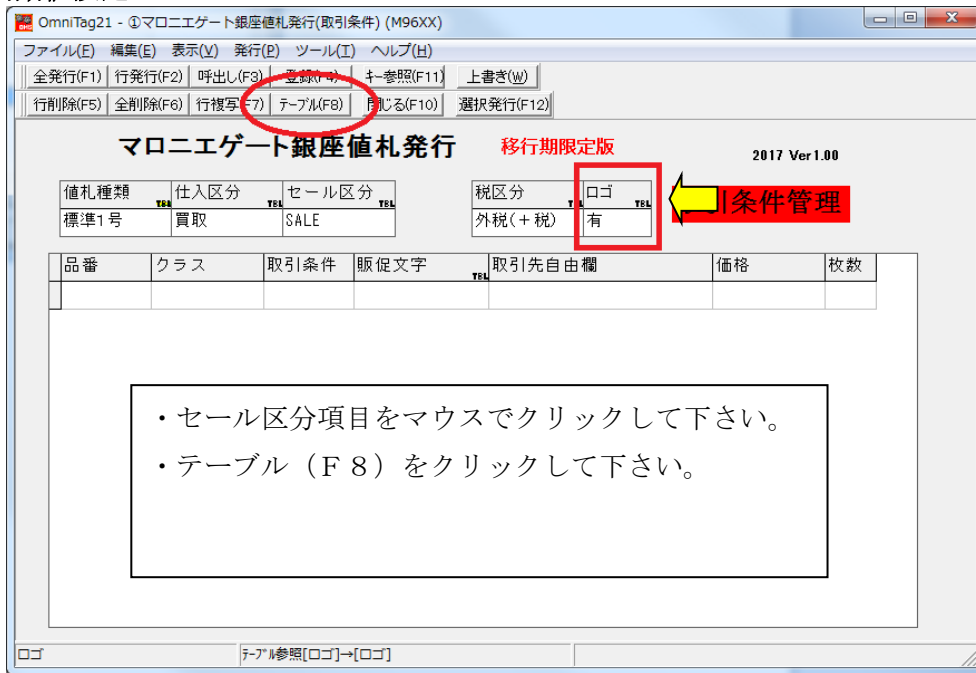 OmniTag21 - ①マロニエゲート銀座値札発行(取引条件) (M96XX)
ファイル(F) 編集(E) 表示(V) 発行(P) ツール(T) ヘルプ(H)
全発行(F1) 行発行(F2) 呼出し(F3) 登録(F4) キー参照(F11) 上書き(W)
行削除(F5) 全削除(F6) 行複写(F7) テーブル(F8) 閉じる(F10) 選択発行(F12)
マロニエゲート銀座値札発行 移行期限定版 2017 Ver1.00
値札種類 TBL 仕入区分 TBL セール区分 TBL 税区分 ロゴ TBL 引条件管理
標準1号 買取 SALE 外税(+税) 有
品番 クラス 取引条件 販促文字 TBL 取引先自由欄 価格 枚数
・セール区分項目をマウスでクリックして下さい。
・テーブル（Ｆ８）をクリックして下さい。
ロゴ テーブル参照[ロゴ]→[ロゴ]